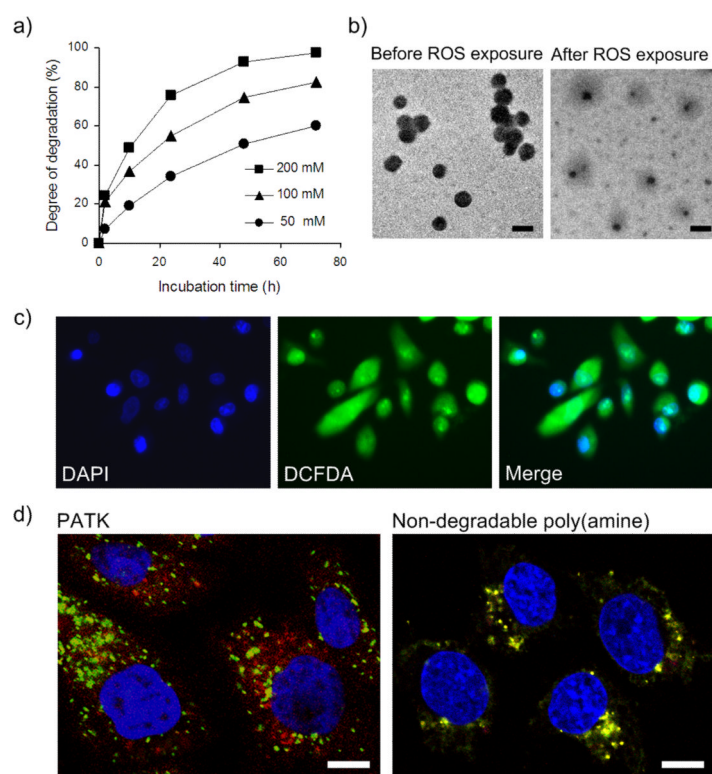 a)
100
80
60
40
20
0
0 20 40 60 80
Degree of degradation (%)
Incubation time (h)
200 mM
100 mM
50 mM
b)
Before ROS exposure
After ROS exposure
c)
DAPI
DCFDA
Merge
d)
PATK
Non-degradable poly(amine)